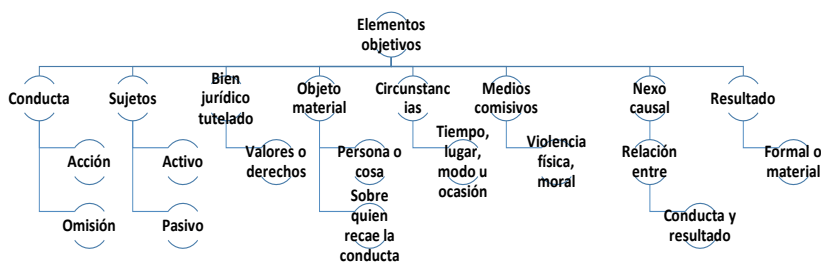 Elementos
objetivos
Conducta
Acción
Omisión
Sujetos
Activo
Pasivo
Bien
jurídico
tutelado
Valores o
derechos
Objeto
material
Persona o
cosa
Sobre
quien
recae la
conducta
Circunstanc
ias
Tiempo,
lugar,
modo u
ocasión
Medios
comisivos
Violencia
física,
moral
Nexo
causal
Relación
entre
Conducta y
resultado
Resultado
Formal o
material